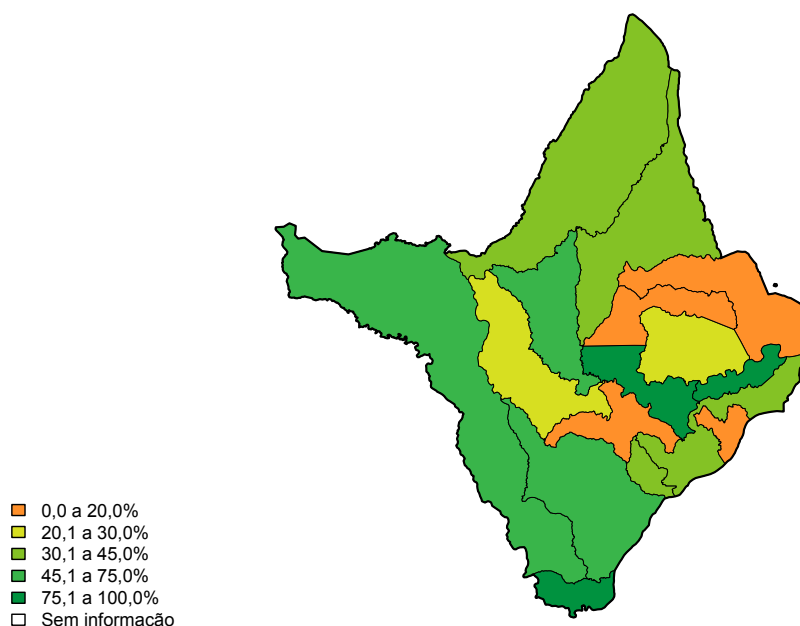 0,0 a 20,0%
20,1 a 30,0%
30,1 a 45,0%
45,1 a 75,0%
75,1 a 100,0%
Sem informação